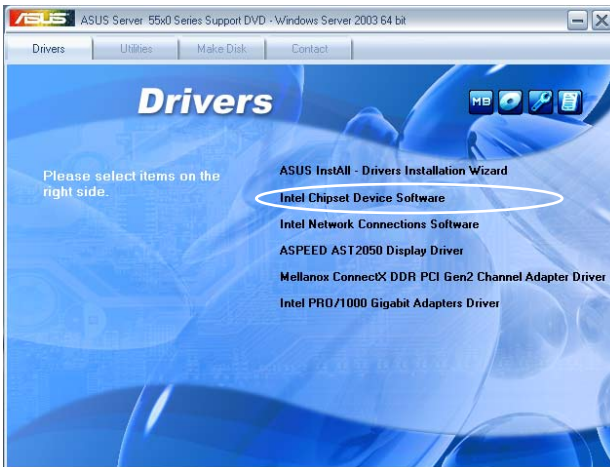 ASUS
ASUS Server 55x0 Series Support DVD - Windows Server 2003 64 bit
Drivers
Utilities
Make Disk
Contact
Drivers
MB
Please select items on the
right side.
ASUS InstAll - Drivers Installation Wizard
Intel Chipset Device Software
Intel Network Connections Software
ASPEED AST2050 Display Driver
Mellanox ConnectX DDR PCI Gen2 Channel Adapter Driver
Intel PRO/1000 Gigabit Adapters Driver